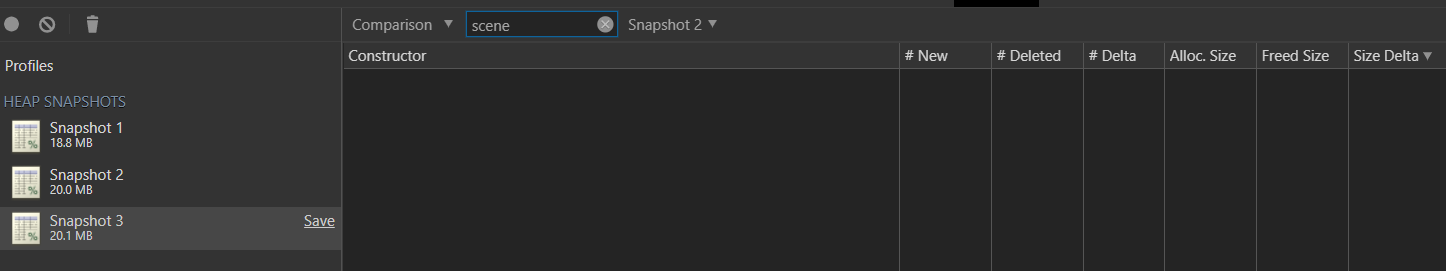 Comparison ▼ scene Snapshot 2 ▼
Profiles
Constructor # New # Deleted # Delta Alloc. Size Freed Size Size Delta ▼
HEAP SNAPSHOTS
Snapshot 1
18.8 MB
Snapshot 2
20.0 MB
Snapshot 3 Save
20.1 MB